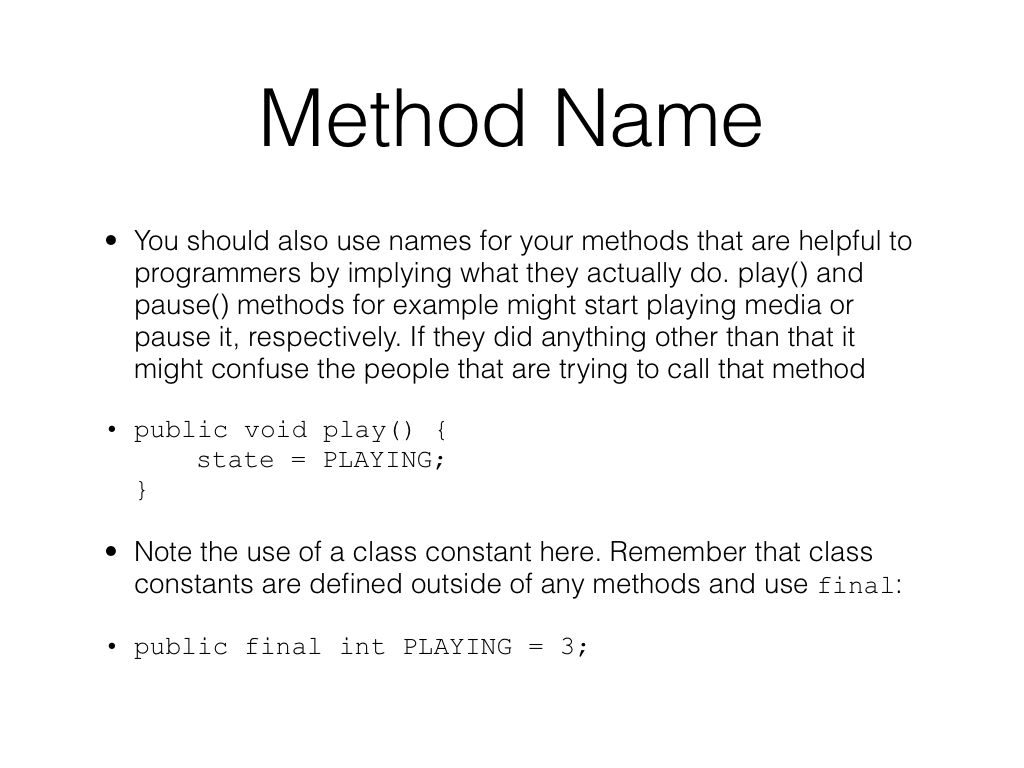 Method Name
• You should also use names for your methods that are helpful to
programmers by implying what they actually do. play() and
pause() methods for example might start playing media or
pause it, respectively. If they did anything other than that it
might confuse the people that are trying to call that method
• public void play() {
state = PLAYING;
}
• Note the use of a class constant here. Remember that class
constants are defined outside of any methods and use final:
• public final int PLAYING = 3;